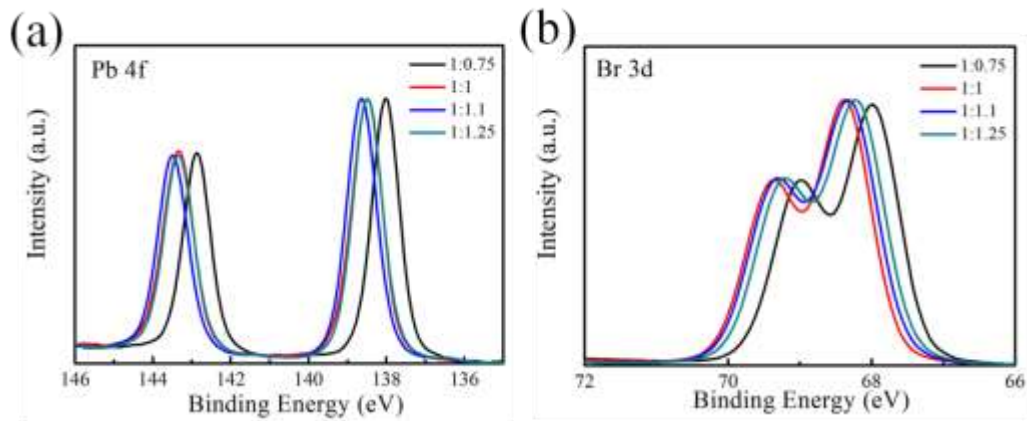 (a)
Pb 4f
1:0.75
1:1
1:1.1
1:1.25
Intensity (a.u.)
146 144 142 140 138 136
Binding Energy (eV)
(b)
Br 3d
1:0.75
1:1
1:1.1
1:1.25
Intensity (a.u.)
72 70 68 66
Binding Energy (eV)